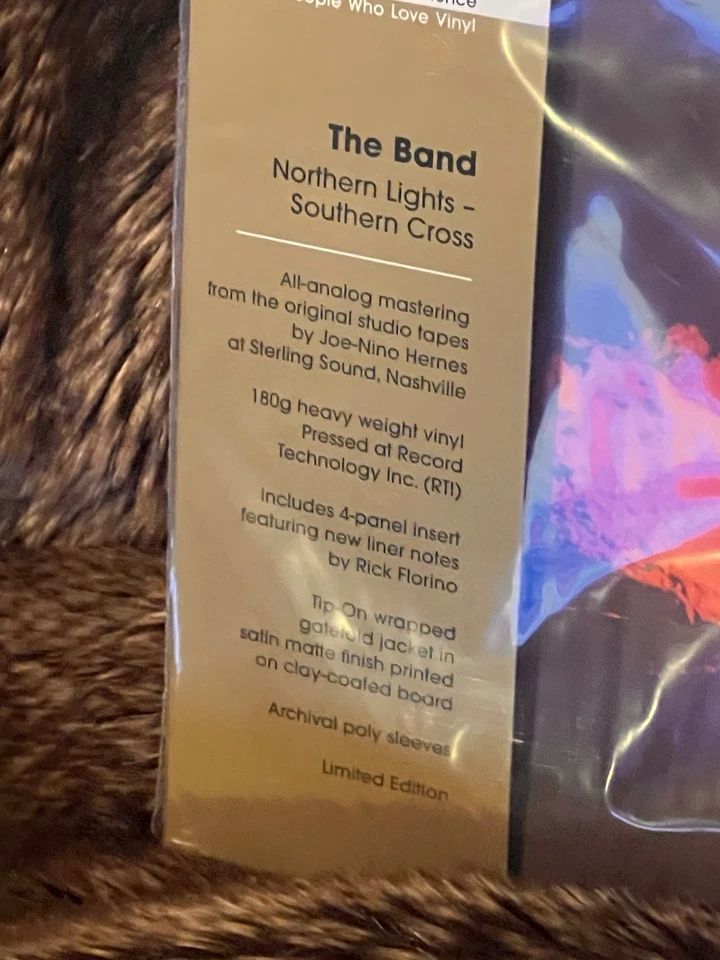 Who Love Vinyl
The Band
Northern Lights –
Southern Cross
All-analog mastering
from the original studio tapes
by Joe-Nino Hernes
at Sterling Sound, Nashville
180g heavy weight vinyl
Pressed at Record
Technology Inc. (RTI)
Includes 4-panel insert
featuring new liner notes
by Rick Florino
Tip-On wrapped
gatefold jacket in
satin matte finish printed
on clay-coated board
Archival poly sleeves
Limited Edition